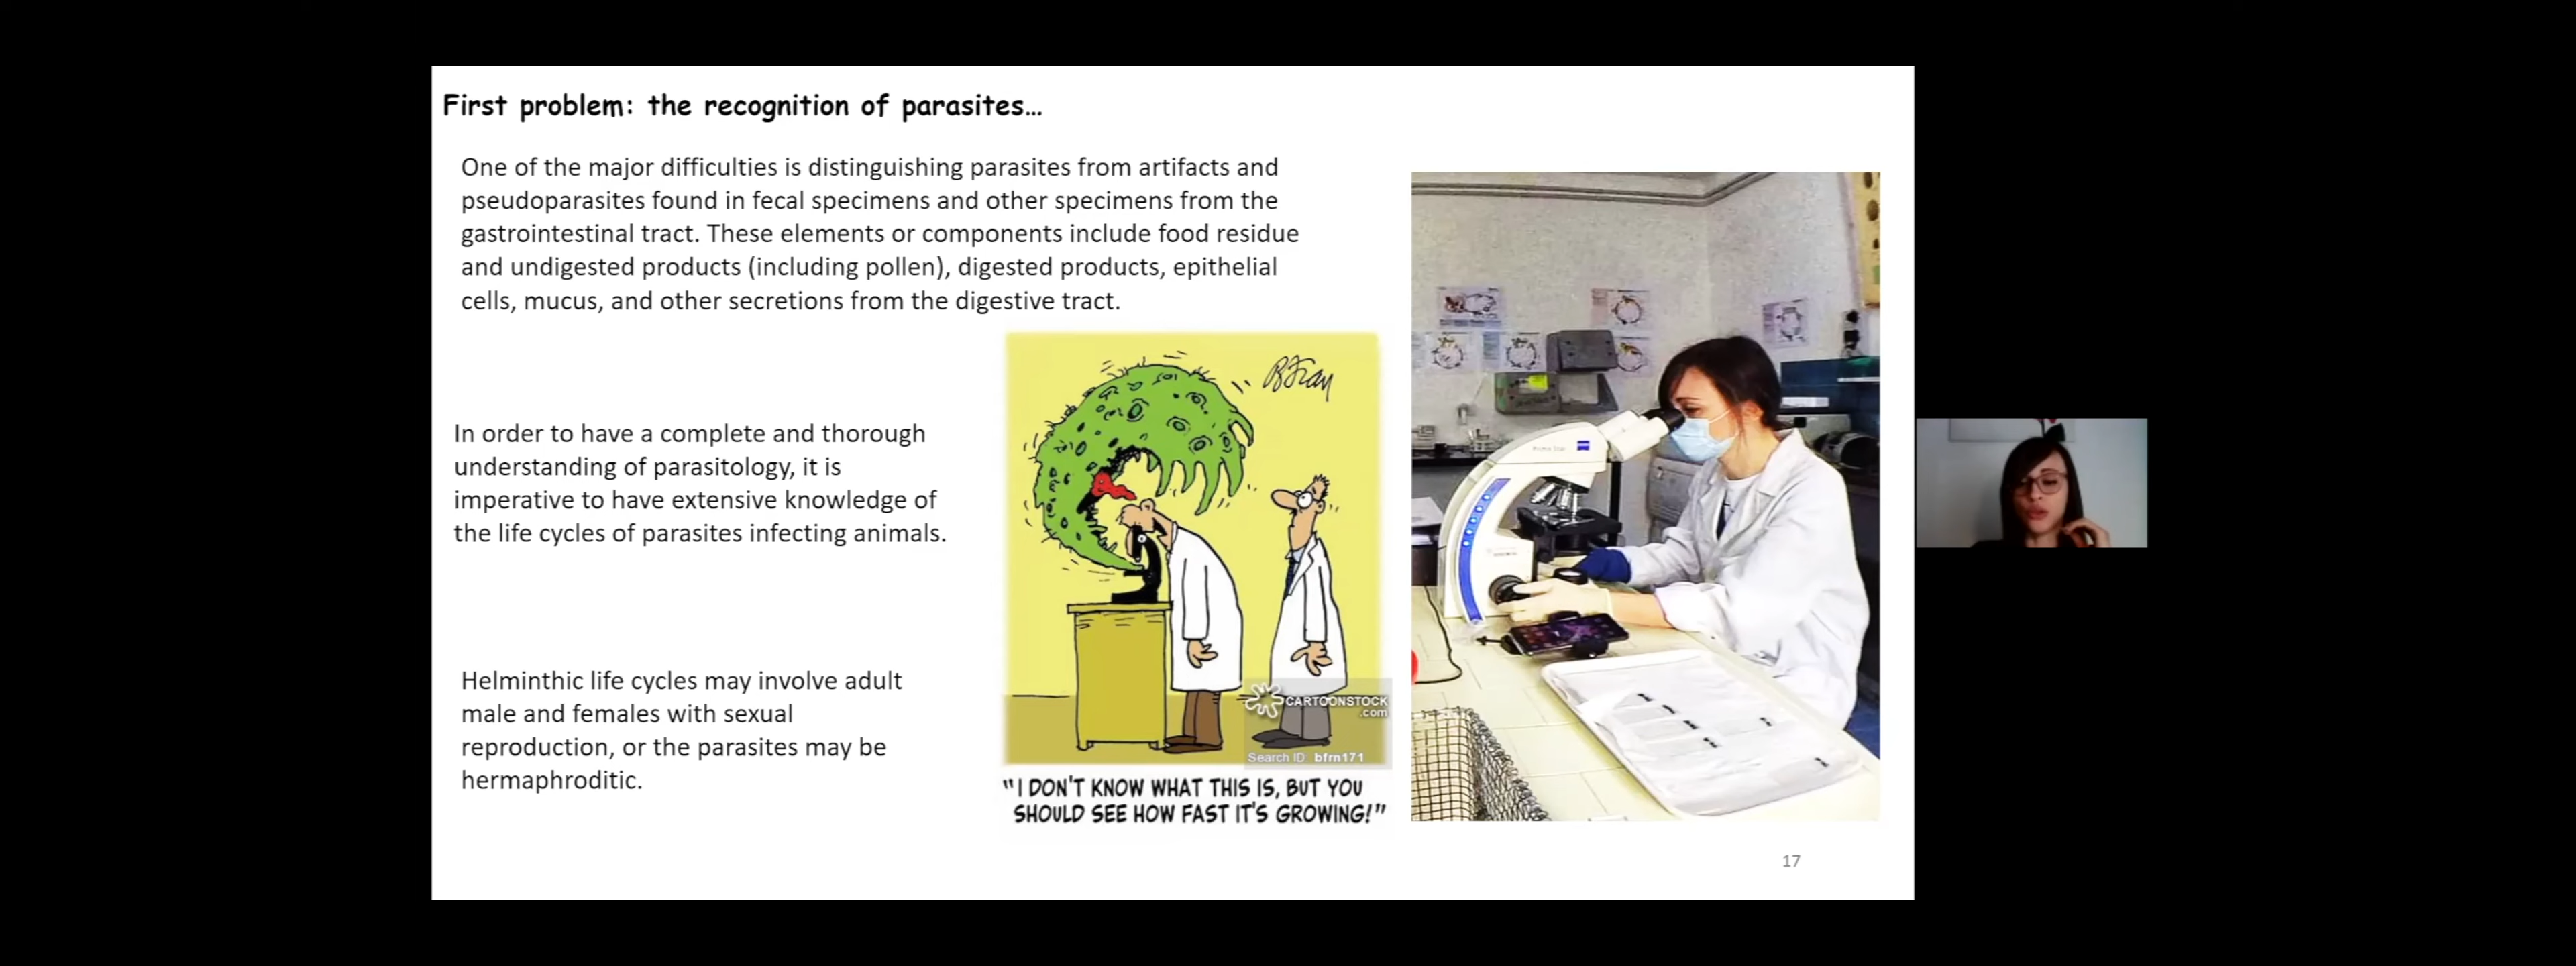 First problem: the recognition of parasites...
One of the major difficulties is distinguishing parasites from artifacts and
pseudoparasites found in fecal specimens and other specimens from the
gastrointestinal tract. These elements or components include food residue
and undigested products (including pollen), digested products, epithelial
cells, mucus, and other secretions from the digestive tract.
In order to have a complete and thorough
understanding of parasitology, it is
imperative to have extensive knowledge of
the life cycles of parasites infecting animals.
Helminthic life cycles may involve adult
male and females with sexual
reproduction, or the parasites may be
hermaphroditic.
CARTOONSTOCK
.com
Search ID: bfrn171
"I DON'T KNOW WHAT THIS IS, BUT YOU
SHOULD SEE HOW FAST IT'S GROWING!"
17